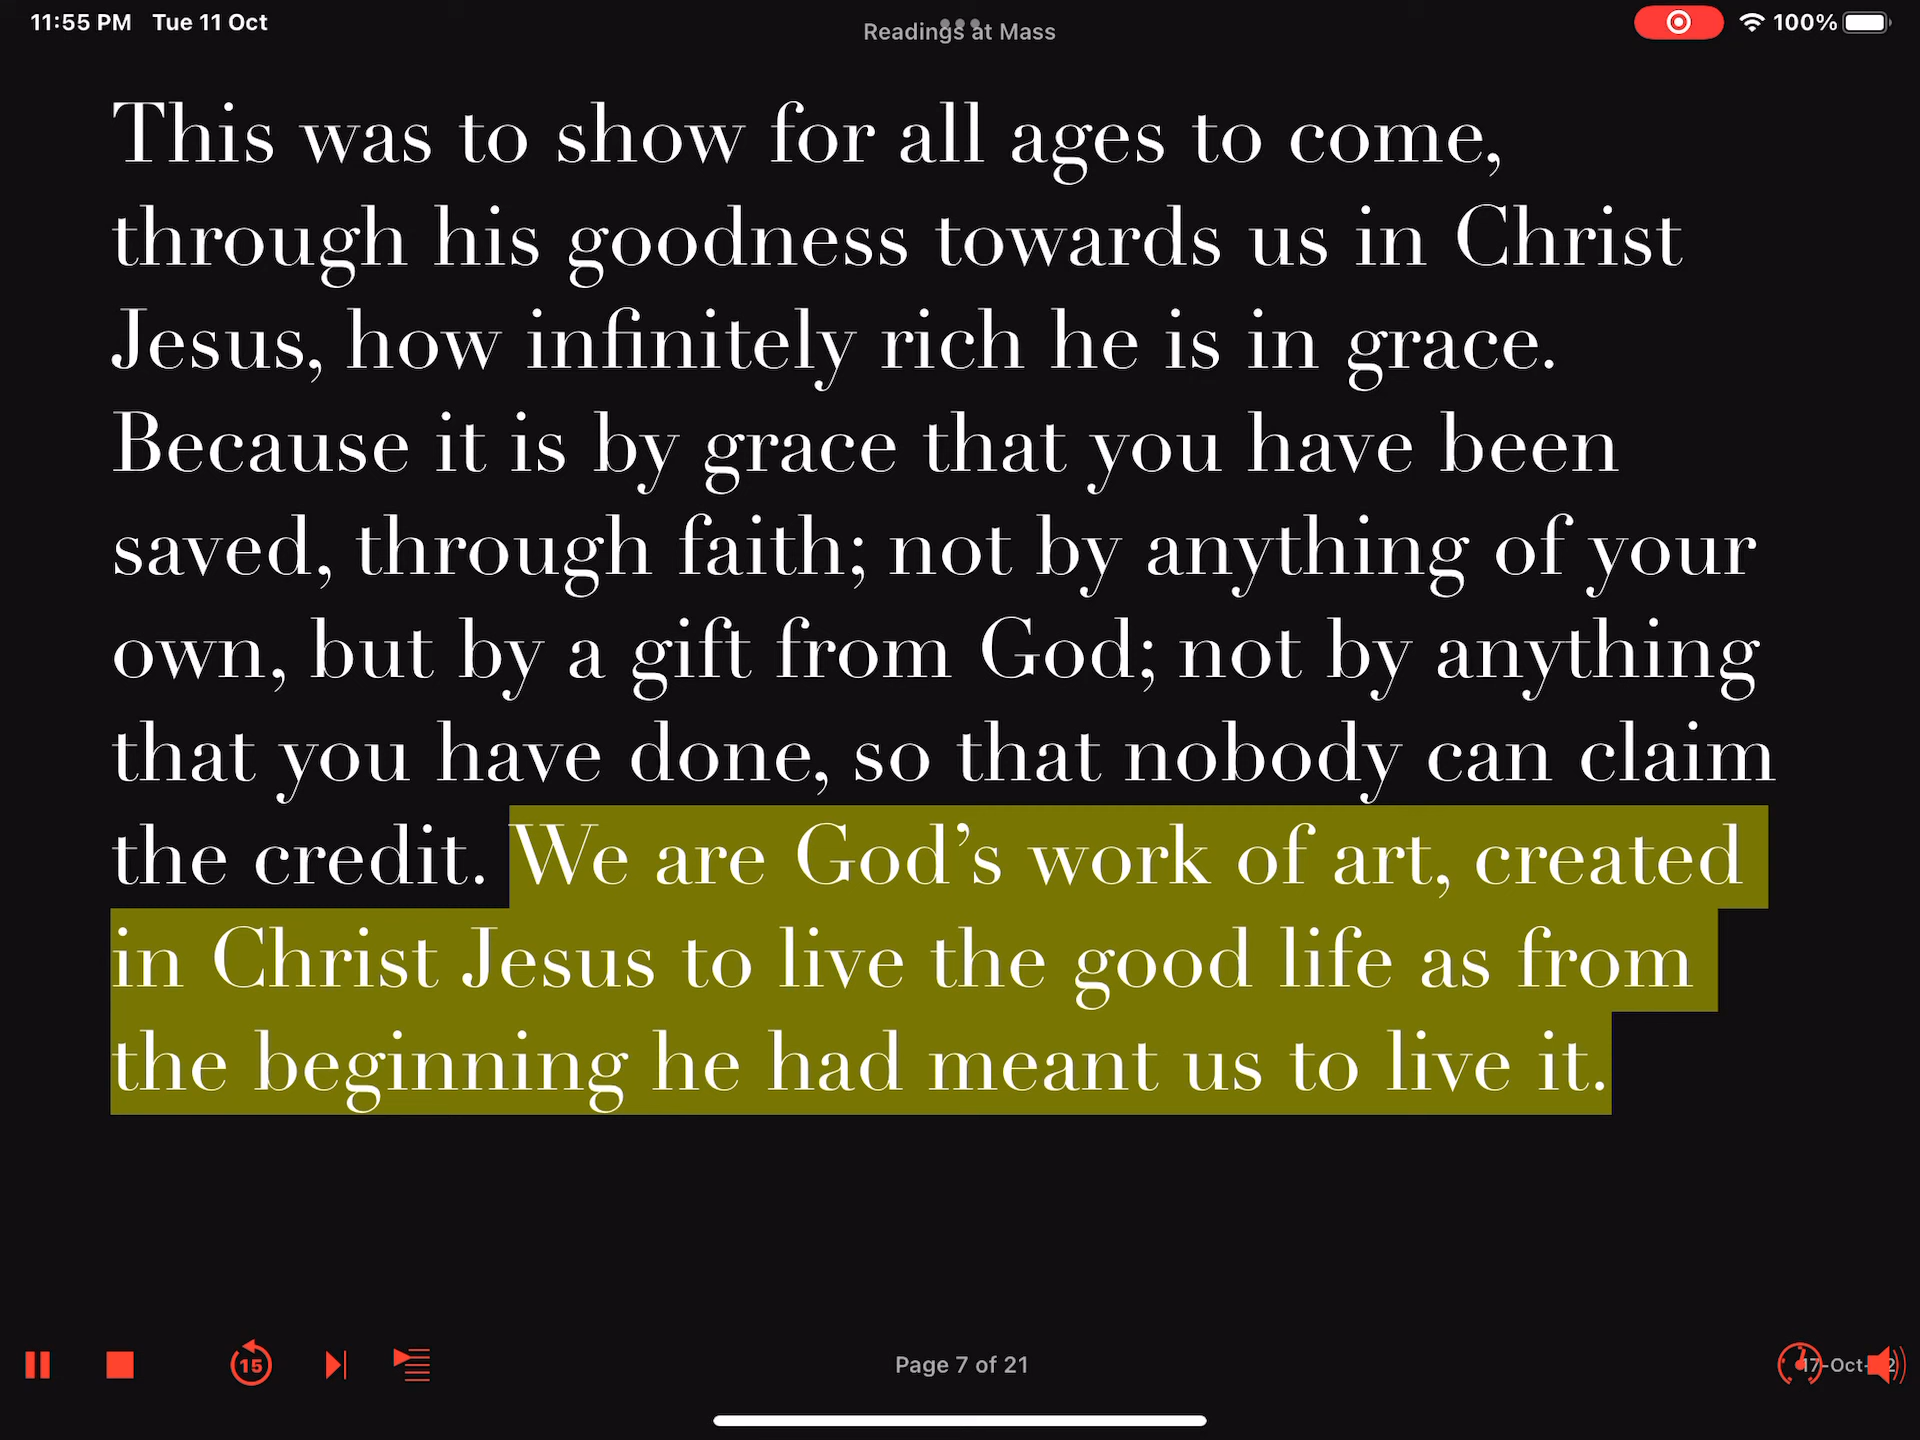 11:55 PM Tue 11 Oct
Readings at Mass
100%
This was to show for all ages to come,
through his goodness towards us in Christ
Jesus, how infinitely rich he is in grace.
Because it is by grace that you have been
saved, through faith; not by anything of your
own, but by a gift from God; not by anything
that you have done, so that nobody can claim
the credit. We are God’s work of art, created
in Christ Jesus to live the good life as from
the beginning he had meant us to live it.
15
Page 7 of 21
17-Oct-